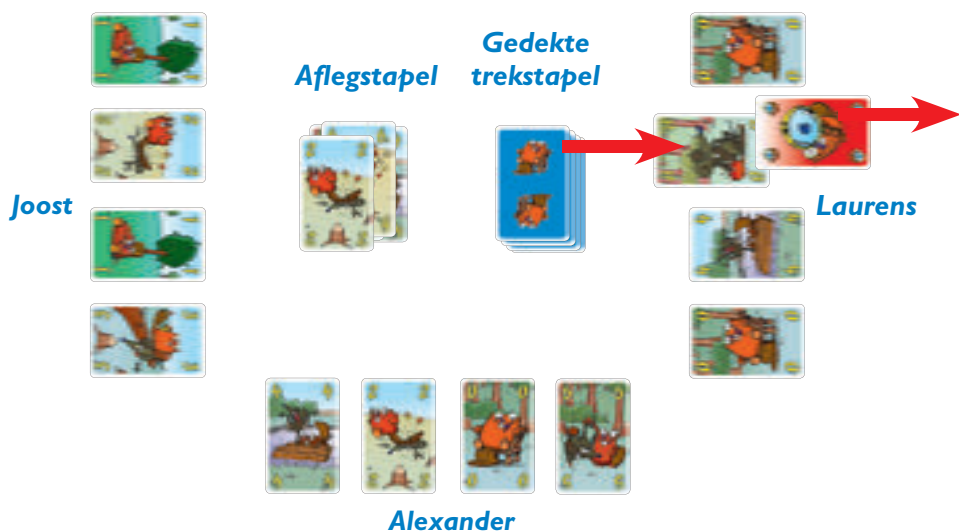 Aflegstapel
Gedekte
trekstapel
Joost
Laurens
Alexander